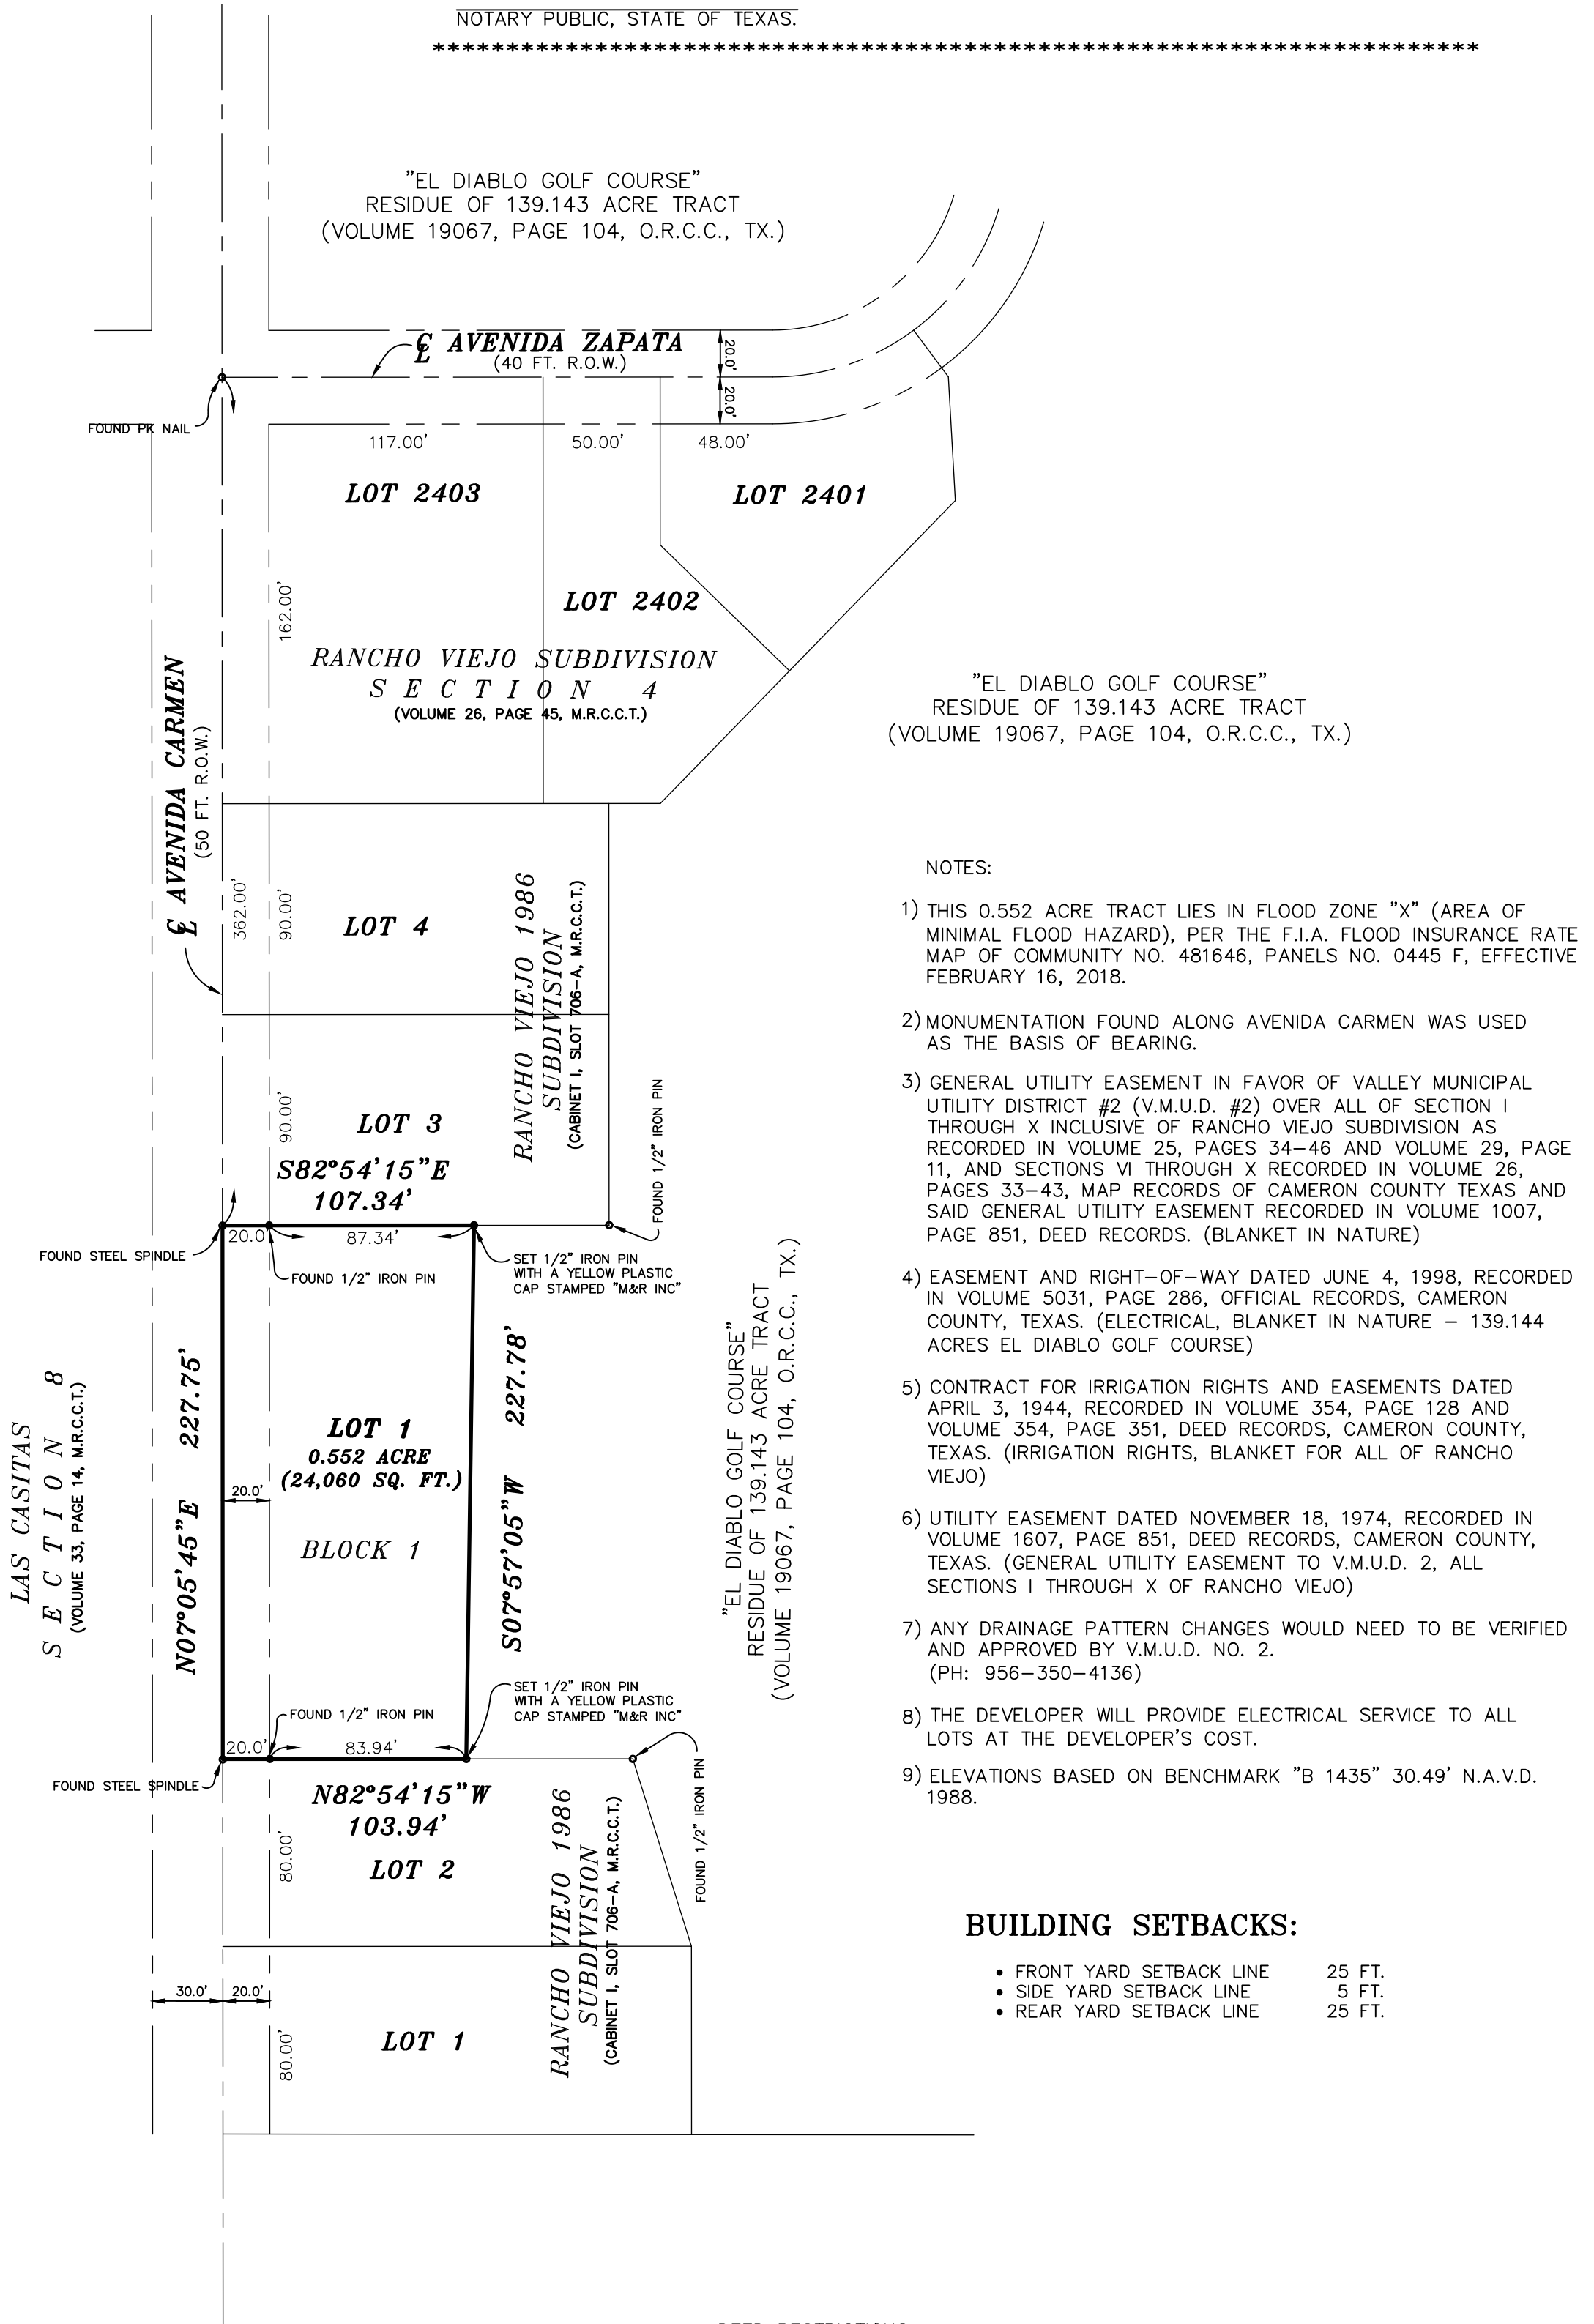 NOTARY PUBLIC, STATE OF TEXAS.
************************************************************************
"EL DIABLO GOLF COURSE"
RESIDUE OF 139.143 ACRE TRACT
(VOLUME 19067, PAGE 104, O.R.C.C., TX.)
℄ AVENIDA ZAPATA
(40 FT. R.O.W.)
20.0'
20.0'
FOUND PK NAIL
117.00'
50.00'
48.00'
LOT 2403
LOT 2401
LOT 2402
162.00'
RANCHO VIEJO SUBDIVISION
SECTION 4
(VOLUME 26, PAGE 45, M.R.C.C.T.)
"EL DIABLO GOLF COURSE"
RESIDUE OF 139.143 ACRE TRACT
(VOLUME 19067, PAGE 104, O.R.C.C., TX.)
℄ AVENIDA CARMEN
(50 FT. R.O.W.)
362.00'
90.00'
LOT 4
RANCHO VIEJO 1986
SUBDIVISION
(CABINET I, SLOT 706-A, M.R.C.C.T.)
90.00'
LOT 3
S82°54'15"E
107.34'
FOUND 1/2" IRON PIN
20.0'
87.34'
FOUND STEEL SPINDLE
FOUND 1/2" IRON PIN
SET 1/2" IRON PIN
WITH A YELLOW PLASTIC
CAP STAMPED "M&R INC"
LAS CASITAS
SECTION 8
(VOLUME 33, PAGE 14, M.R.C.C.T.)
N07°05'45"E 227.75'
LOT 1
0.552 ACRE
(24,060 SQ. FT.)
20.0'
BLOCK 1
S07°57'05"W 227.78'
"EL DIABLO GOLF COURSE"
RESIDUE OF 139.143 ACRE TRACT
(VOLUME 19067, PAGE 104, O.R.C.C., TX.)
SET 1/2" IRON PIN
WITH A YELLOW PLASTIC
CAP STAMPED "M&R INC"
FOUND 1/2" IRON PIN
20.0'
83.94'
FOUND STEEL SPINDLE
N82°54'15"W
103.94'
FOUND 1/2" IRON PIN
80.00'
LOT 2
RANCHO VIEJO 1986
SUBDIVISION
(CABINET I, SLOT 706-A, M.R.C.C.T.)
30.0'
20.0'
80.00'
LOT 1
NOTES:
1) THIS 0.552 ACRE TRACT LIES IN FLOOD ZONE "X" (AREA OF
MINIMAL FLOOD HAZARD), PER THE F.I.A. FLOOD INSURANCE RATE
MAP OF COMMUNITY NO. 481646, PANELS NO. 0445 F, EFFECTIVE
FEBRUARY 16, 2018.
2) MONUMENTATION FOUND ALONG AVENIDA CARMEN WAS USED
AS THE BASIS OF BEARING.
3) GENERAL UTILITY EASEMENT IN FAVOR OF VALLEY MUNICIPAL
UTILITY DISTRICT #2 (V.M.U.D. #2) OVER ALL OF SECTION I
THROUGH X INCLUSIVE OF RANCHO VIEJO SUBDIVISION AS
RECORDED IN VOLUME 25, PAGES 34-46 AND VOLUME 29, PAGE
11, AND SECTIONS VI THROUGH X RECORDED IN VOLUME 26,
PAGES 33-43, MAP RECORDS OF CAMERON COUNTY TEXAS AND
SAID GENERAL UTILITY EASEMENT RECORDED IN VOLUME 1007,
PAGE 851, DEED RECORDS. (BLANKET IN NATURE)
4) EASEMENT AND RIGHT-OF-WAY DATED JUNE 4, 1998, RECORDED
IN VOLUME 5031, PAGE 286, OFFICIAL RECORDS, CAMERON
COUNTY, TEXAS. (ELECTRICAL, BLANKET IN NATURE - 139.144
ACRES EL DIABLO GOLF COURSE)
5) CONTRACT FOR IRRIGATION RIGHTS AND EASEMENTS DATED
APRIL 3, 1944, RECORDED IN VOLUME 354, PAGE 128 AND
VOLUME 354, PAGE 351, DEED RECORDS, CAMERON COUNTY,
TEXAS. (IRRIGATION RIGHTS, BLANKET FOR ALL OF RANCHO
VIEJO)
6) UTILITY EASEMENT DATED NOVEMBER 18, 1974, RECORDED IN
VOLUME 1607, PAGE 851, DEED RECORDS, CAMERON COUNTY,
TEXAS. (GENERAL UTILITY EASEMENT TO V.M.U.D. 2, ALL
SECTIONS I THROUGH X OF RANCHO VIEJO)
7) ANY DRAINAGE PATTERN CHANGES WOULD NEED TO BE VERIFIED
AND APPROVED BY V.M.U.D. NO. 2.
(PH: 956-350-4136)
8) THE DEVELOPER WILL PROVIDE ELECTRICAL SERVICE TO ALL
LOTS AT THE DEVELOPER'S COST.
9) ELEVATIONS BASED ON BENCHMARK "B 1435" 30.49' N.A.V.D.
1988.
BUILDING SETBACKS:
• FRONT YARD SETBACK LINE 25 FT.
• SIDE YARD SETBACK LINE 5 FT.
• REAR YARD SETBACK LINE 25 FT.